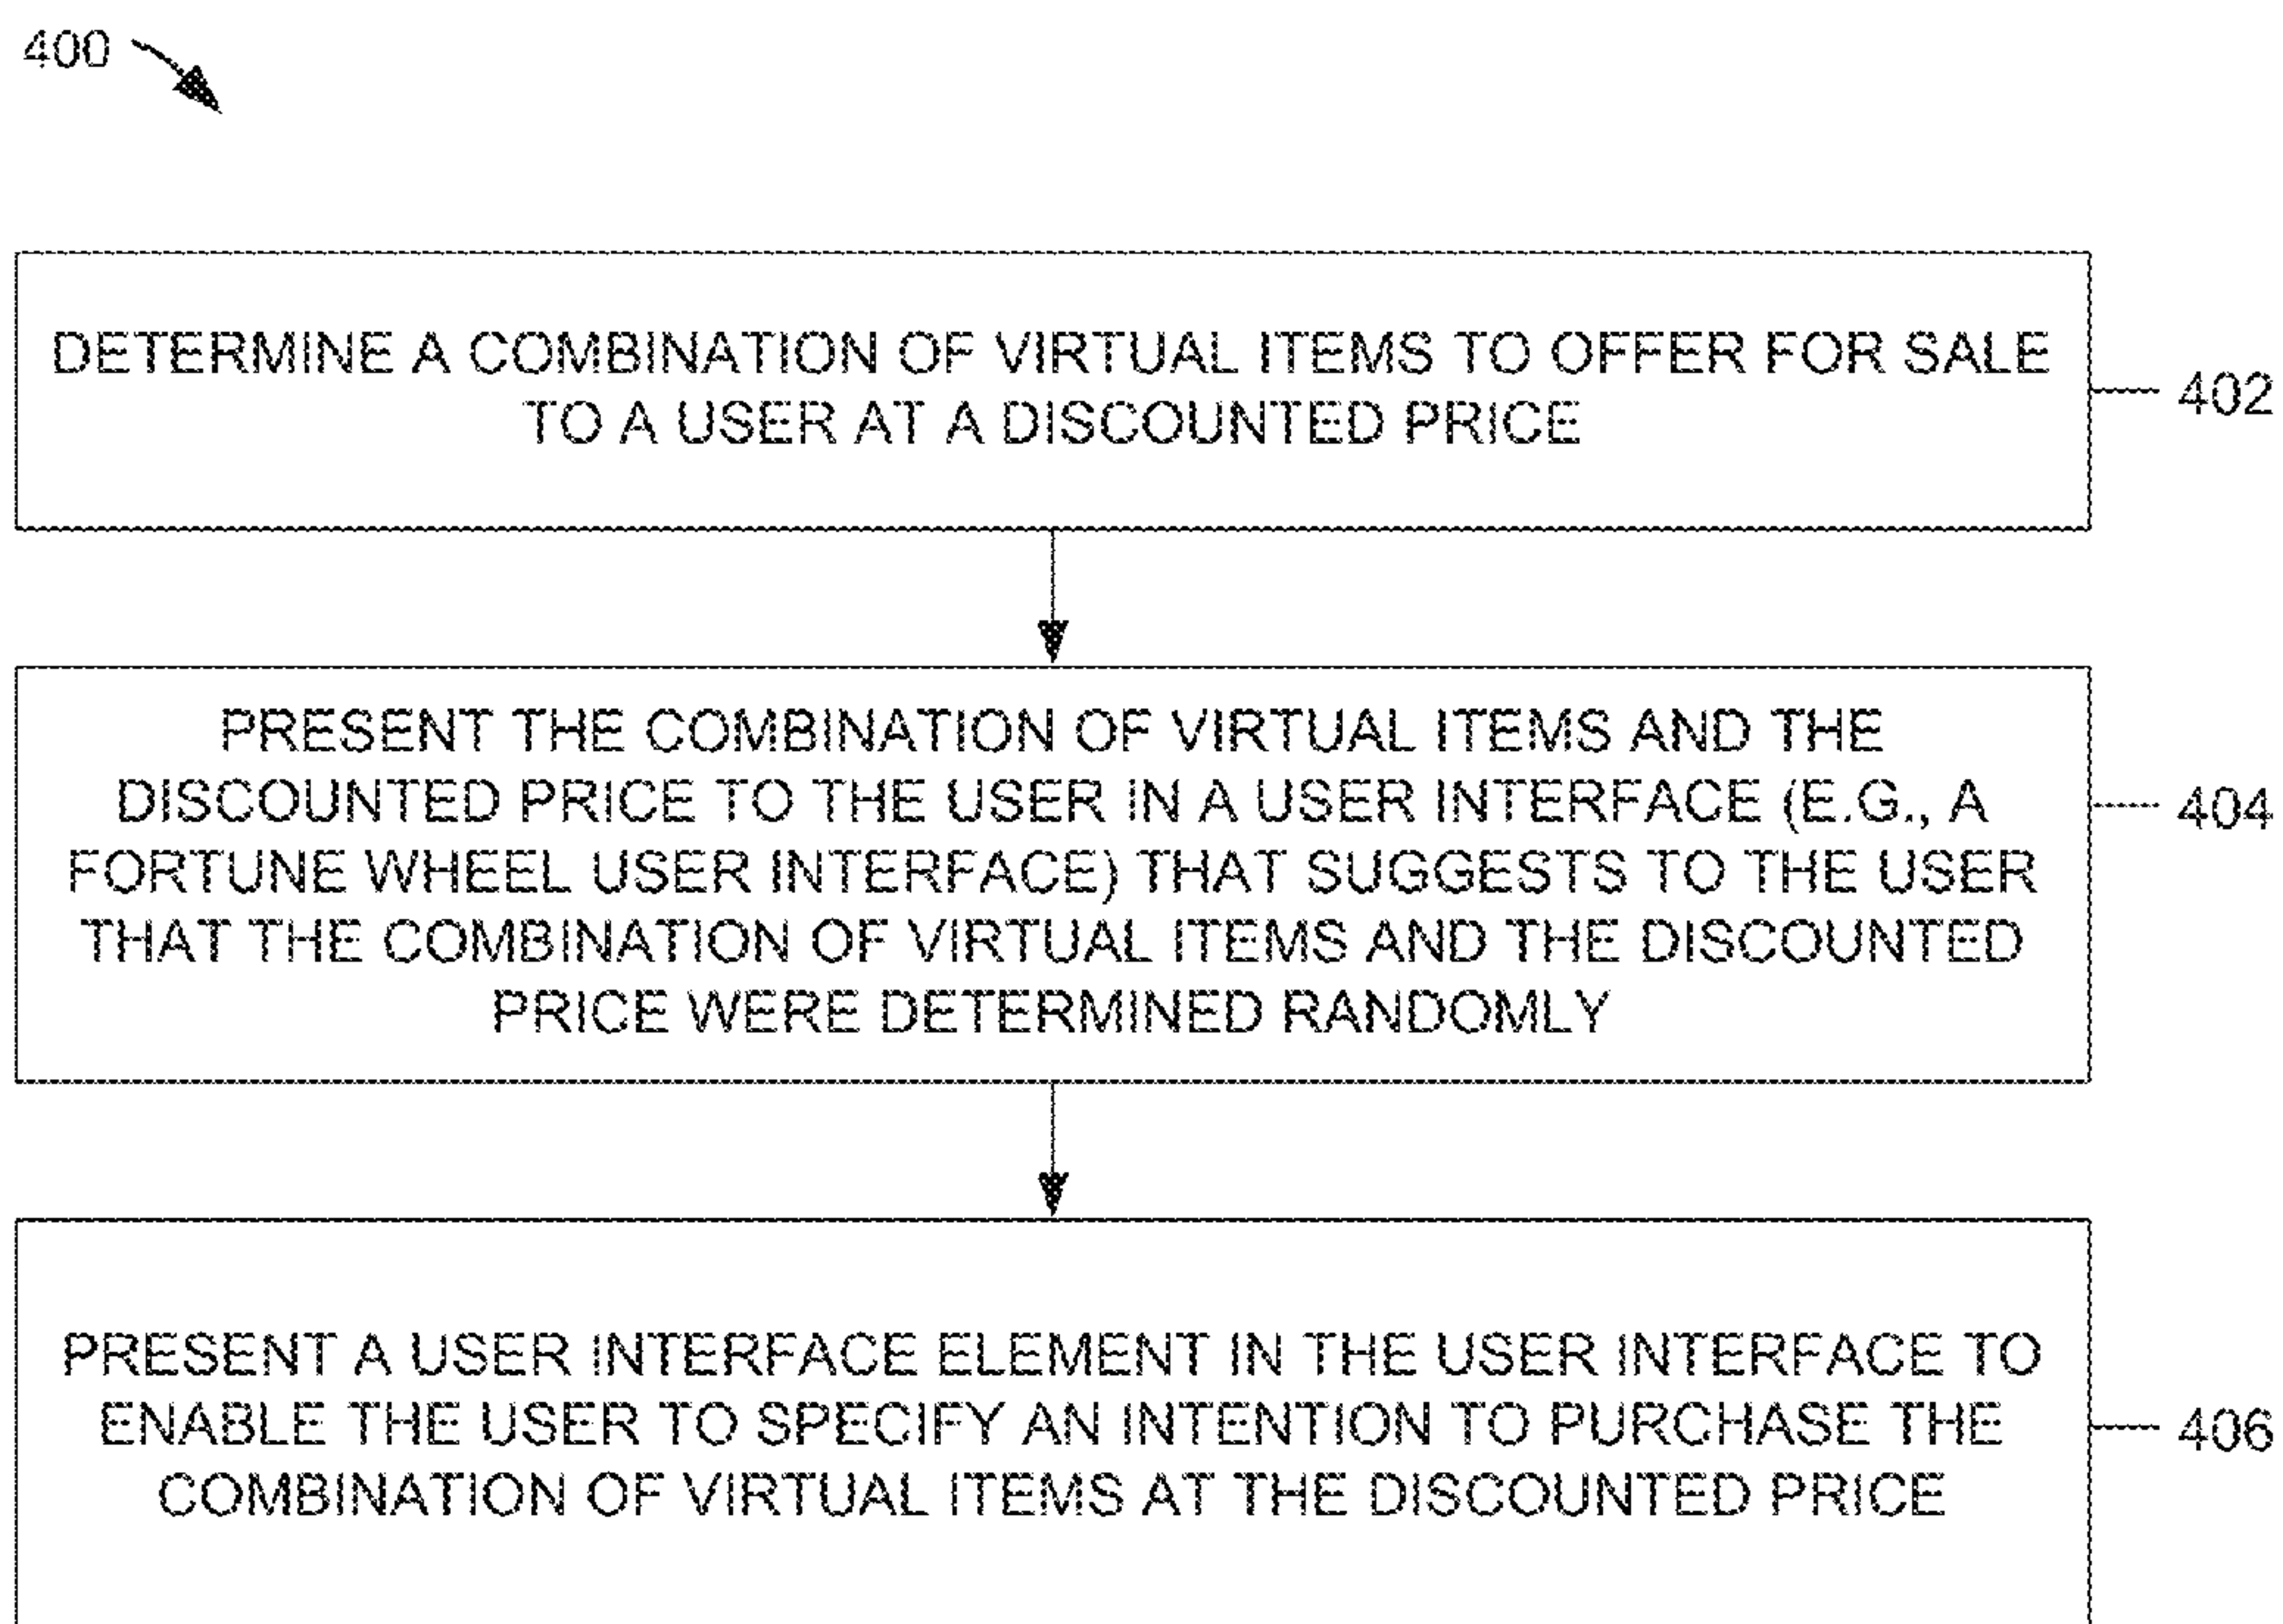 400
DETERMINE A COMBINATION OF VIRTUAL ITEMS TO OFFER FOR SALE
TO A USER AT A DISCOUNTED PRICE
402
PRESENT THE COMBINATION OF VIRTUAL ITEMS AND THE
DISCOUNTED PRICE TO THE USER IN A USER INTERFACE (E.G., A
FORTUNE WHEEL USER INTERFACE) THAT SUGGESTS TO THE USER
THAT THE COMBINATION OF VIRTUAL ITEMS AND THE DISCOUNTED
PRICE WERE DETERMINED RANDOMLY
404
PRESENT A USER INTERFACE ELEMENT IN THE USER INTERFACE TO
ENABLE THE USER TO SPECIFY AN INTENTION TO PURCHASE THE
COMBINATION OF VIRTUAL ITEMS AT THE DISCOUNTED PRICE
406